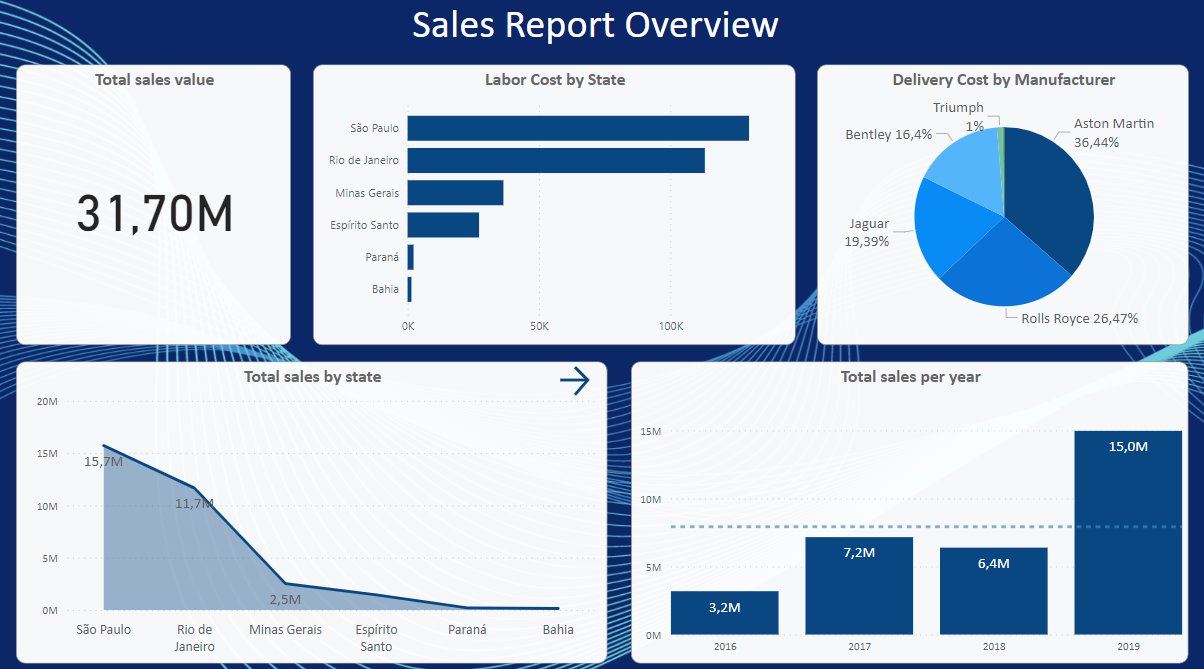 Sales Report Overview
Total sales value
31,70M
Labor Cost by State
São Paulo
Rio de Janeiro
Minas Gerais
Espírito Santo
Paraná
Bahia
0K
50K
100K
Delivery Cost by Manufacturer
Triumph
1%
Aston Martin
36,44%
Bentley 16,4%
Jaguar
19,39%
Rolls Royce 26,47%
Total sales by state
20M
15M
10M
5M
0M
15,7M
11,7M
2,5M
São Paulo
Rio de
Janeiro
Minas Gerais
Espírito
Santo
Paraná
Bahia
Total sales per year
15M
10M
5M
0M
3,2M
7,2M
6,4M
15,0M
2016
2017
2018
2019